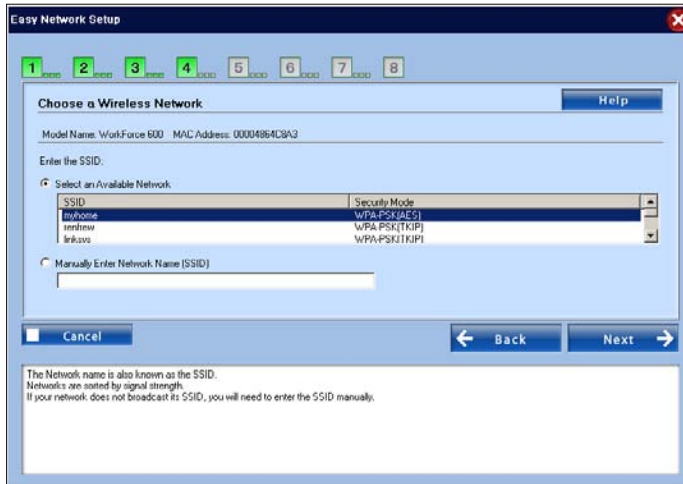 Easy Network Setup
1 2 3 4 5 6 7 8
Choose a Wireless Network
Help
Model Name: WorkForce 600 MAC Address: 00004864C8A3
Enter the SSID:
Select an Available Network
SSID Security Mode
myhome WPA-PSK(AES)
renfrew WPA-PSK(TKIP)
linksys WPA-PSK(TKIP)
Manually Enter Network Name (SSID)
Cancel
Back
Next
The Network name is also known as the SSID.
Networks are sorted by signal strength.
If your network does not broadcast its SSID, you will need to enter the SSID manually.